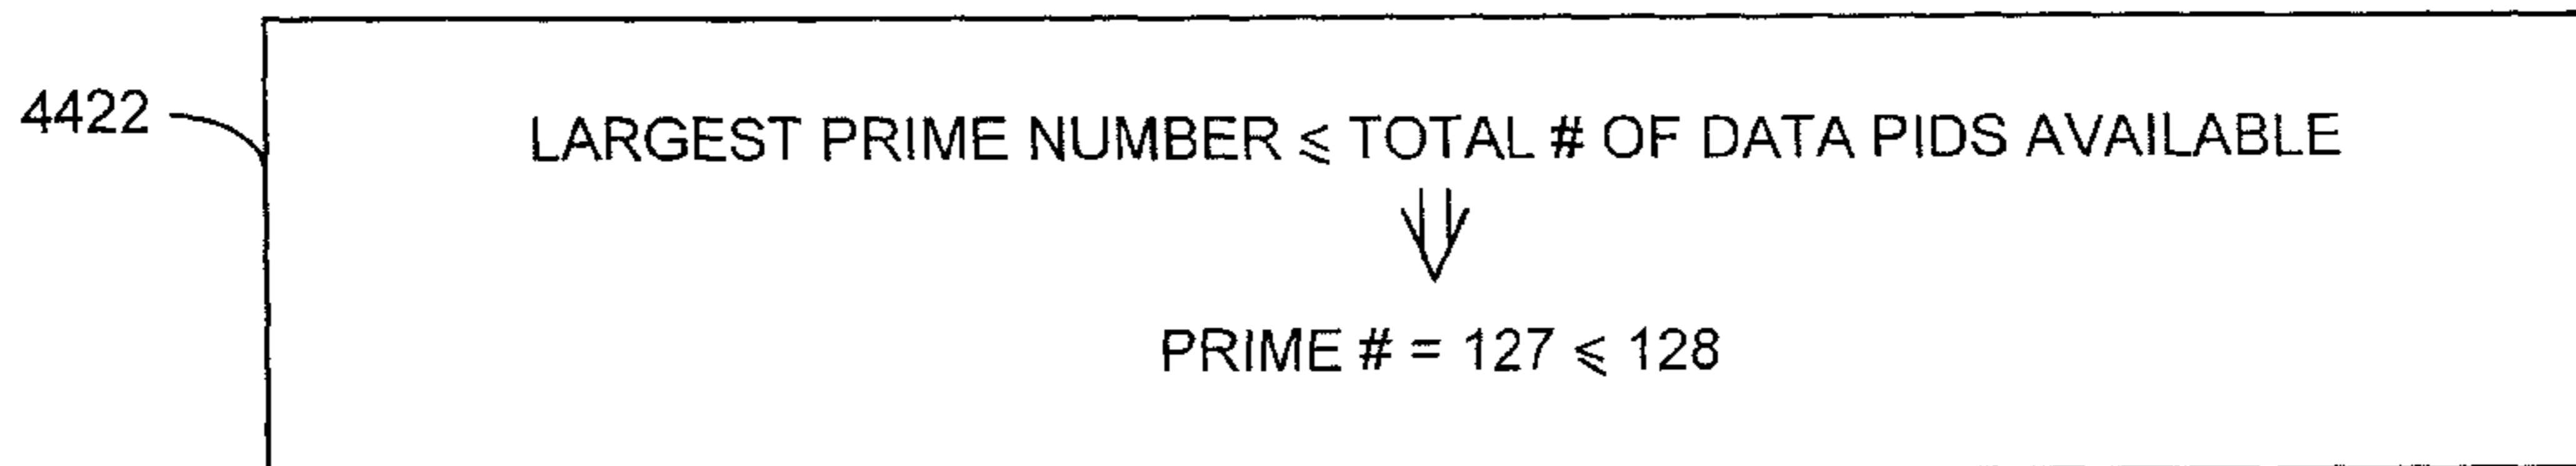 4422
LARGEST PRIME NUMBER ⩽ TOTAL # OF DATA PIDS AVAILABLE
PRIME # = 127 ⩽ 128